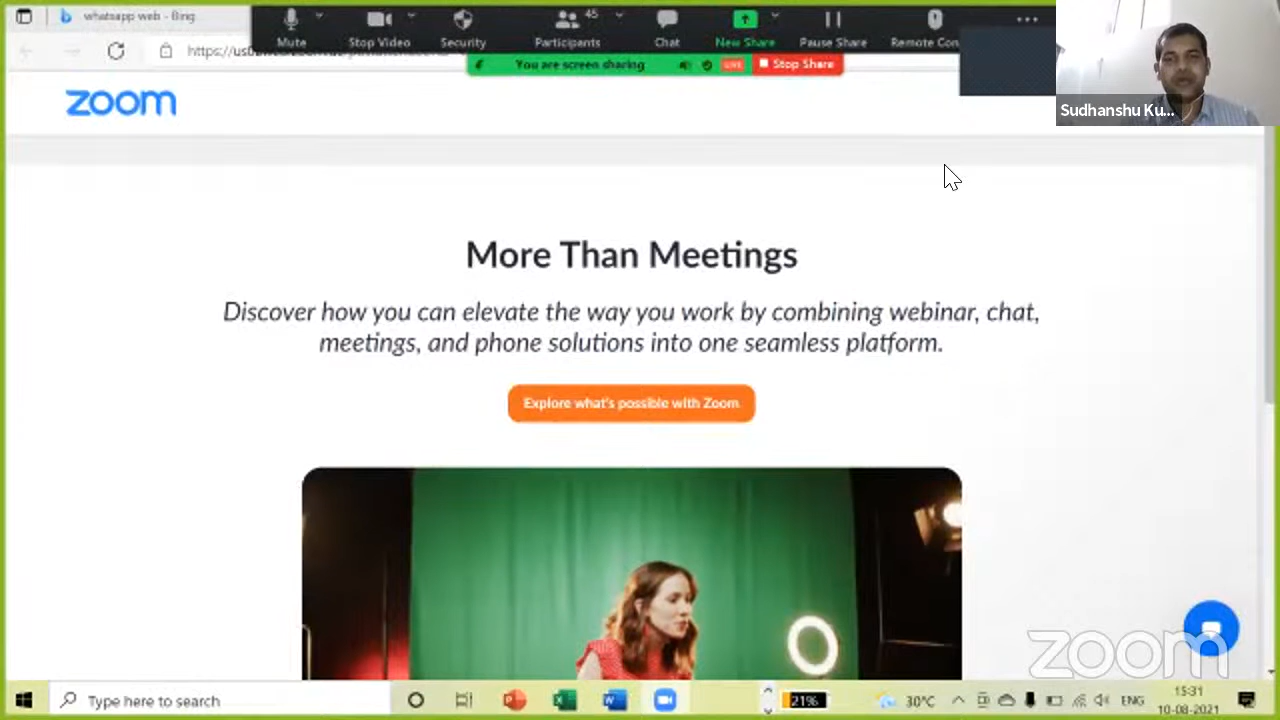 whatsapp web - Bing
45
Mute
Stop Video
Security
Participants
Chat
New Share
Pause Share
Remote Con
https://us
You are screen sharing
LIVE
Stop Share
Sudhanshu Ku...
zoom
More Than Meetings
Discover how you can elevate the way you work by combining webinar, chat,
meetings, and phone solutions into one seamless platform.
Explore what's possible with Zoom
zoom
Type here to search
21%
30°C
ENG
15:31
10-08-2021